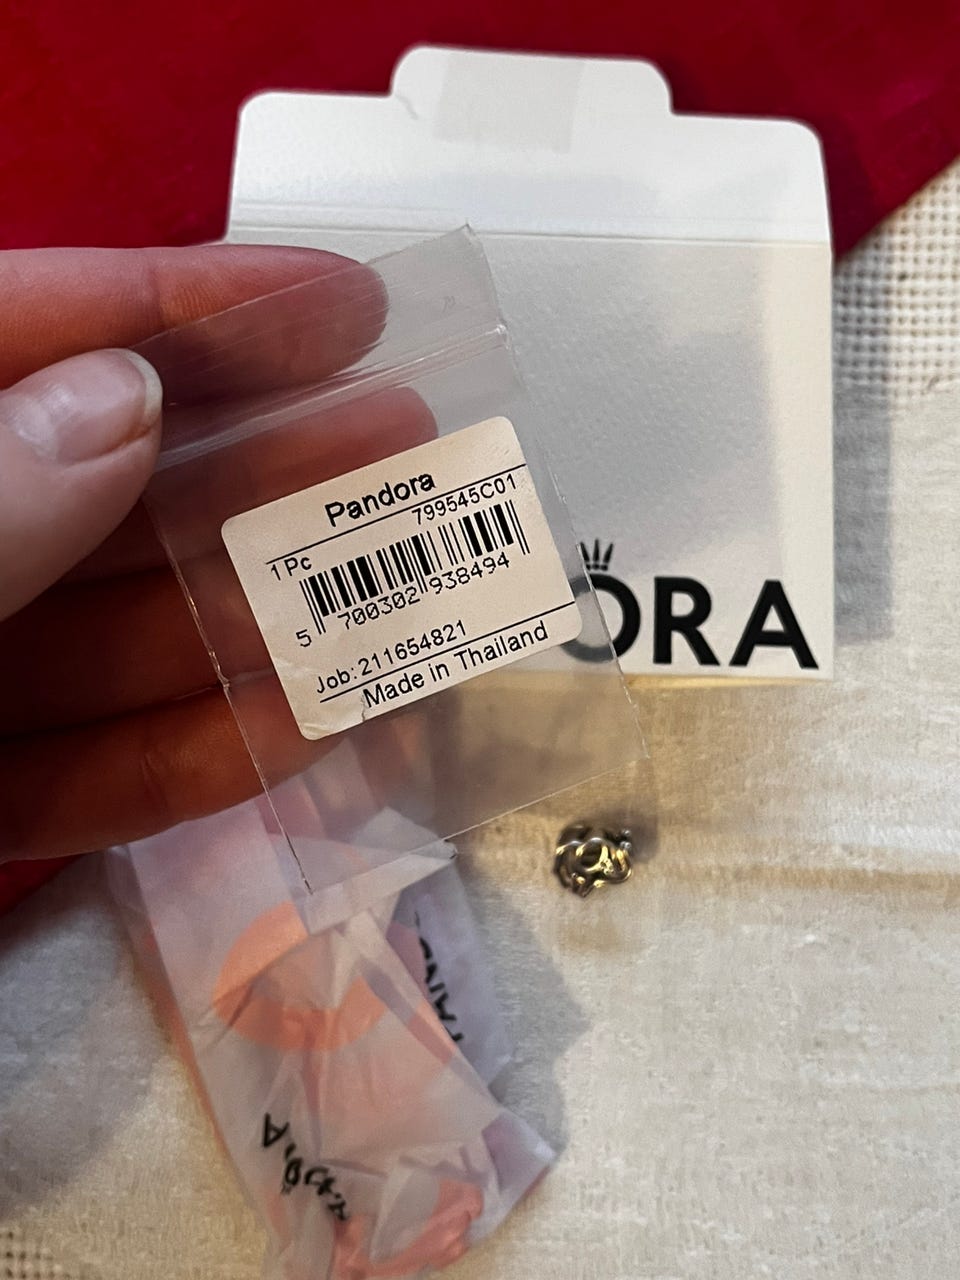 Pandora
799545C01
1 Pc
5 700302 938494
Job: 211654821
Made in Thailand
ORA